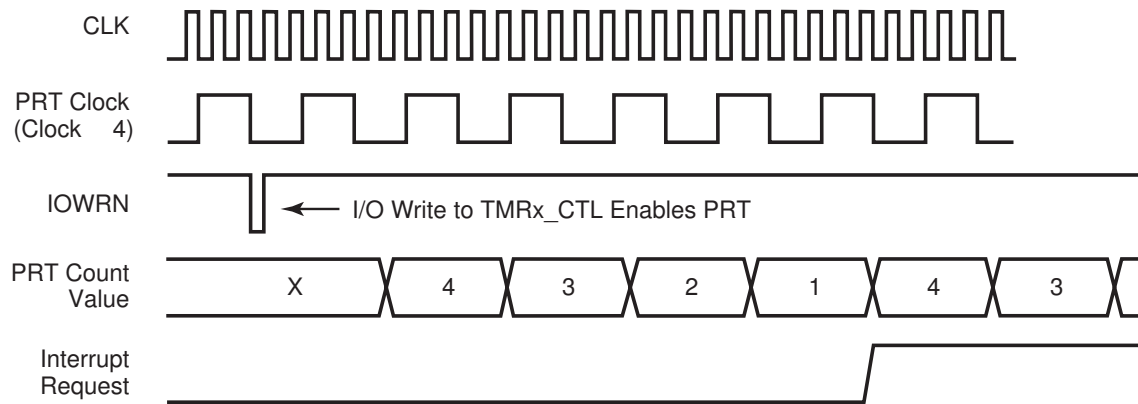 CLK
PRT Clock
(Clock 4)
IOWRN
I/O Write to TMRx_CTL Enables PRT
PRT Count
Value
X 4 3 2 1 4 3
Interrupt
Request